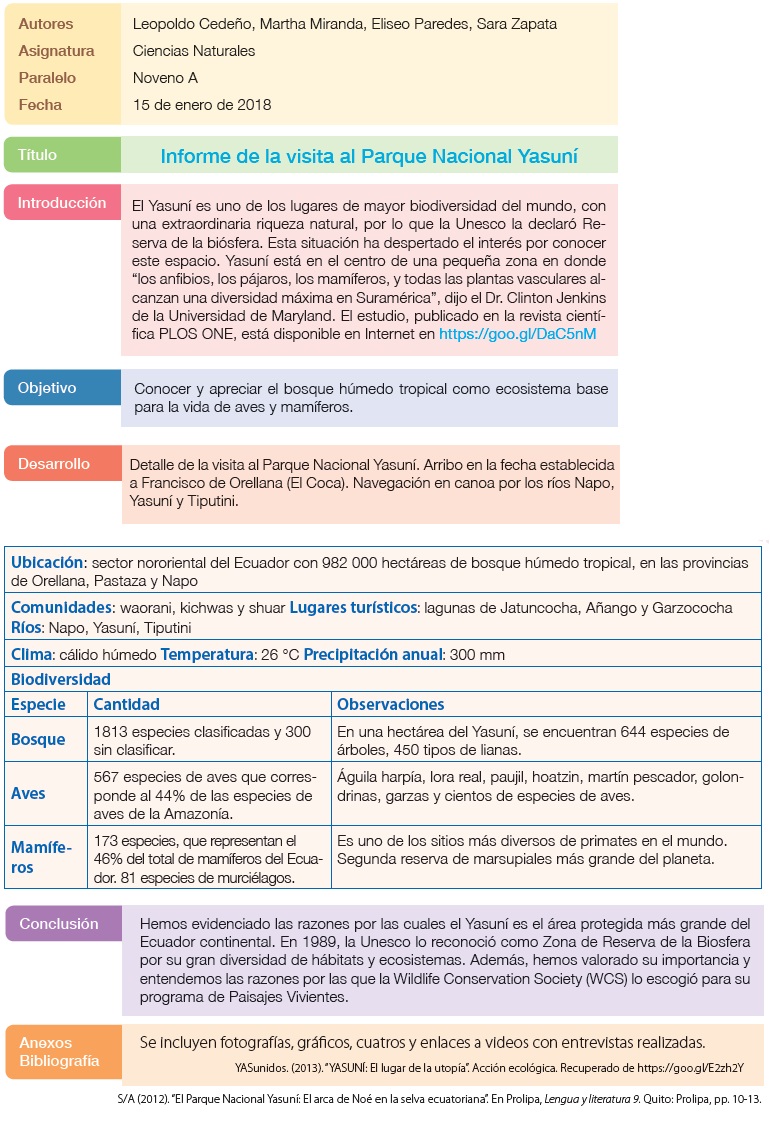 Autores Leopoldo Cedeño, Martha Miranda, Eliseo Paredes, Sara Zapata
Asignatura Ciencias Naturales
Paralelo Noveno A
Fecha 15 de enero de 2018
Título Informe de la visita al Parque Nacional Yasuní
Introducción
El Yasuní es uno de los lugares de mayor biodiversidad del mundo, con
una extraordinaria riqueza natural, por lo que la Unesco la declaró Re-
serva de la biósfera. Esta situación ha despertado el interés por conocer
este espacio. Yasuní está en el centro de una pequeña zona en donde
“los anfibios, los pájaros, los mamíferos, y todas las plantas vasculares al-
canzan una diversidad máxima en Suramérica”, dijo el Dr. Clinton Jenkins
de la Universidad de Maryland. El estudio, publicado en la revista cientí-
fica PLOS ONE, está disponible en Internet en https://goo.gl/DaC5nM
Objetivo
Conocer y apreciar el bosque húmedo tropical como ecosistema base
para la vida de aves y mamíferos.
Desarrollo
Detalle de la visita al Parque Nacional Yasuní. Arribo en la fecha establecida
a Francisco de Orellana (El Coca). Navegación en canoa por los ríos Napo,
Yasuní y Tiputini.
Ubicación: sector nororiental del Ecuador con 982 000 hectáreas de bosque húmedo tropical, en las provincias
de Orellana, Pastaza y Napo
Comunidades: waorani, kichwas y shuar Lugares turísticos: lagunas de Jatuncocha, Añango y Garzococha
Ríos: Napo, Yasuní, Tiputini
Clima: cálido húmedo Temperatura: 26 °C Precipitación anual: 300 mm
Biodiversidad
Especie Cantidad Observaciones
Bosque
1813 especies clasificadas y 300
sin clasificar.
En una hectárea del Yasuní, se encuentran 644 especies de
árboles, 450 tipos de lianas.
Aves
567 especies de aves que corres-
ponde al 44% de las especies de
aves de la Amazonía.
Águila harpía, lora real, paujil, hoatzin, martín pescador, golon-
drinas, garzas y cientos de especies de aves.
Mamífe-
ros
173 especies, que representan el
46% del total de mamíferos del Ecua-
dor. 81 especies de murciélagos.
Es uno de los sitios más diversos de primates en el mundo.
Segunda reserva de marsupiales más grande del planeta.
Conclusión
Hemos evidenciado las razones por las cuales el Yasuní es el área protegida más grande del
Ecuador continental. En 1989, la Unesco lo reconoció como Zona de Reserva de la Biosfera
por su gran diversidad de hábitats y ecosistemas. Además, hemos valorado su importancia y
entendemos las razones por las que la Wildlife Conservation Society (WCS) lo escogió para su
programa de Paisajes Vivientes.
Anexos
Bibliografía
Se incluyen fotografías, gráficos, cuatros y enlaces a videos con entrevistas realizadas.
YASunidos. (2013). “YASUNÍ: El lugar de la utopía”. Acción ecológica. Recuperado de https://goo.gl/E2zh2Y
S/A (2012). “El Parque Nacional Yasuní: El arca de Noé en la selva ecuatoriana”. En Prolipa, Lengua y literatura 9. Quito: Prolipa, pp. 10-13.